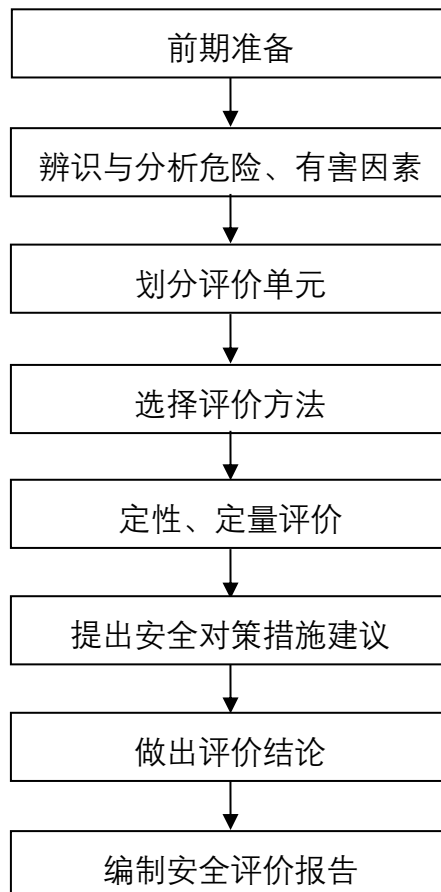 前期准备
辨识与分析危险、有害因素
划分评价单元
选择评价方法
定性、定量评价
提出安全对策措施建议
做出评价结论
编制安全评价报告